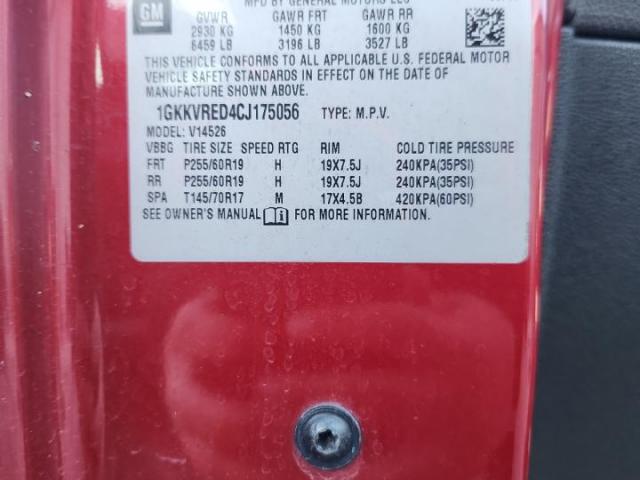 MFD BY GENERAL MOTORS LLC
GM
GVWR GAWR FRT GAWR RR
2930 KG 1450 KG 1600 KG
6459 LB 3196 LB 3527 LB
THIS VEHICLE CONFORMS TO ALL APPLICABLE U.S. FEDERAL MOTOR
VEHICLE SAFETY STANDARDS IN EFFECT ON THE DATE OF
MANUFACTURE SHOWN ABOVE.
1GKKVRED4CJ175056 TYPE: M.P.V.
MODEL: V14526
VBBG TIRE SIZE SPEED RTG RIM COLD TIRE PRESSURE
FRT P255/60R19 H 19X7.5J 240KPA(35PSI)
RR P255/60R19 H 19X7.5J 240KPA(35PSI)
SPA T145/70R17 M 17X4.5B 420KPA(60PSI)
SEE OWNER'S MANUAL i FOR MORE INFORMATION.